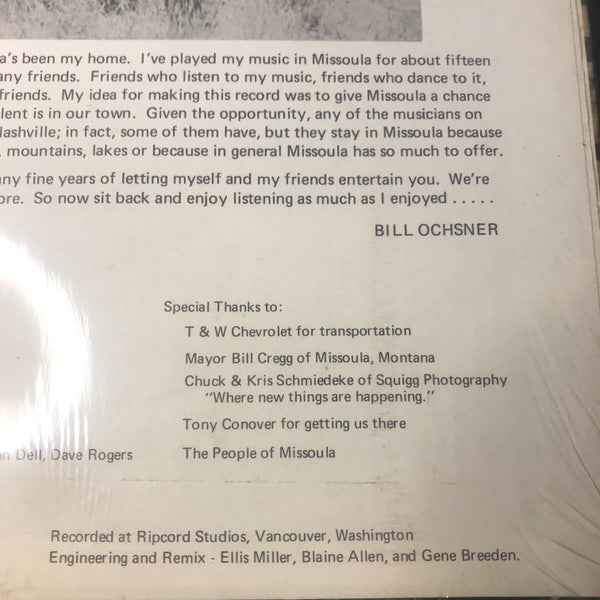 a's been my home. I've played my music in Missoula for about fifteen
any friends. Friends who listen to my music, friends who dance to it,
friends. My idea for making this record was to give Missoula a chance
lent is in our town. Given the opportunity, any of the musicians on
Nashville; in fact, some of them have, but they stay in Missoula because
, mountains, lakes or because in general Missoula has so much to offer.
any fine years of letting myself and my friends entertain you. We're
ore. So now sit back and enjoy listening as much as I enjoyed . . . . .
BILL OCHSNER
Special Thanks to:
T & W Chevrolet for transportation
Mayor Bill Cregg of Missoula, Montana
Chuck & Kris Schmiedeke of Squigg Photography
"Where new things are happening."
Tony Conover for getting us there
Dell, Dave Rogers
The People of Missoula
Recorded at Ripcord Studios, Vancouver, Washington
Engineering and Remix - Ellis Miller, Blaine Allen, and Gene Breeden.